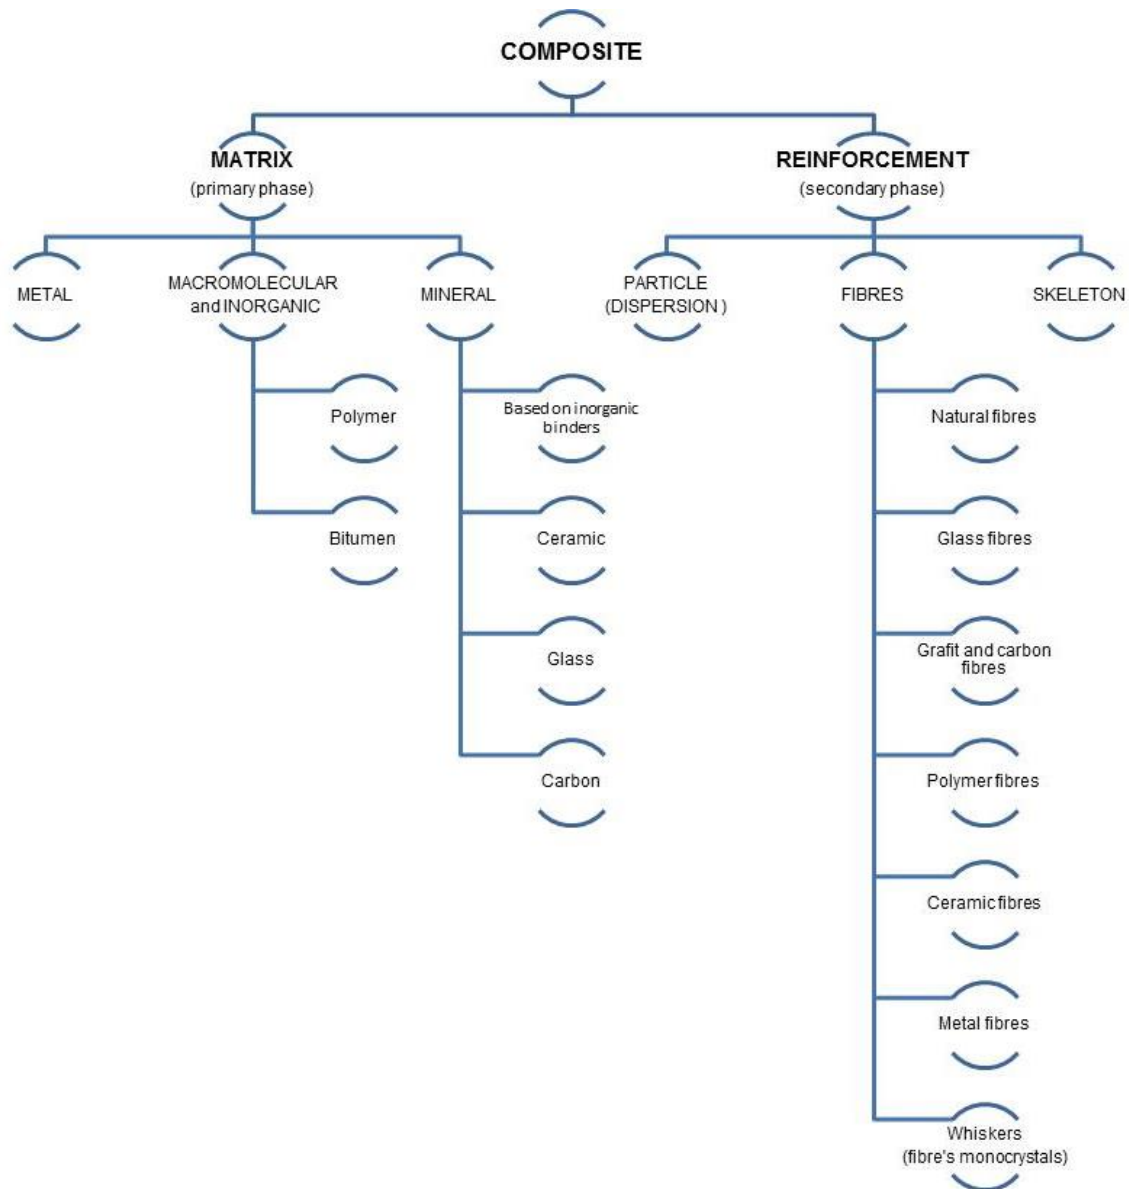 COMPOSITE
MATRIX
(primary phase)
REINFORCEMENT
(secondary phase)
METAL
MACROMOLECULAR
and INORGANIC
MINERAL
PARTICLE
(DISPERSION )
FIBRES
SKELETON
Polymer
Bitumen
Based on inorganic
binders
Ceramic
Glass
Carbon
Natural fibres
Glass fibres
Grafit and carbon
fibres
Polymer fibres
Ceramic fibres
Metal fibres
Whiskers
(fibre's monocrystals)